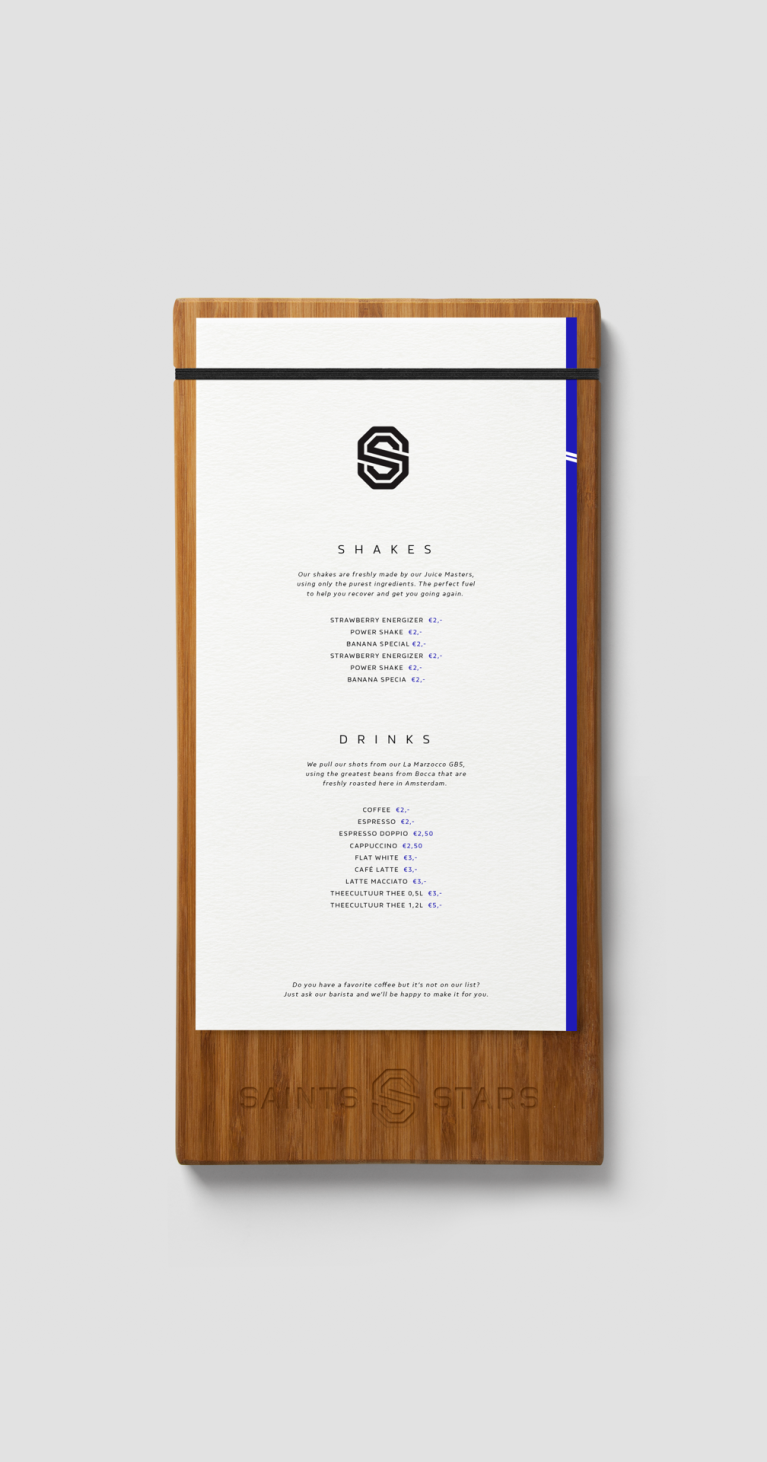 S
SHAKES
Our shakes are freshly made by our Juice Masters,
using only the purest ingredients. The perfect fuel
to help you recover and get you going again.
STRAWBERRY ENERGIZER €2,-
POWER SHAKE €2,-
BANANA SPECIAL €2,-
STRAWBERRY ENERGIZER €2,-
POWER SHAKE €2,-
BANANA SPECIA €2,-
DRINKS
We pull our shots from our La Marzocco GB5,
using the greatest beans from Bocca that are
freshly roasted here in Amsterdam.
COFFEE €2,-
ESPRESSO €2,-
ESPRESSO DOPPIO €2,50
CAPPUCCINO €2,50
FLAT WHITE €3,-
CAFÉ LATTE €3,-
LATTE MACCIATO €3,-
THEECULTUUR THEE 0,5L €3,-
THEECULTUUR THEE 1,2L €5,-
Do you have a favorite coffee but it's not on our list?
Just ask our barista and we'll be happy to make it for you.
SAINTS S STARS